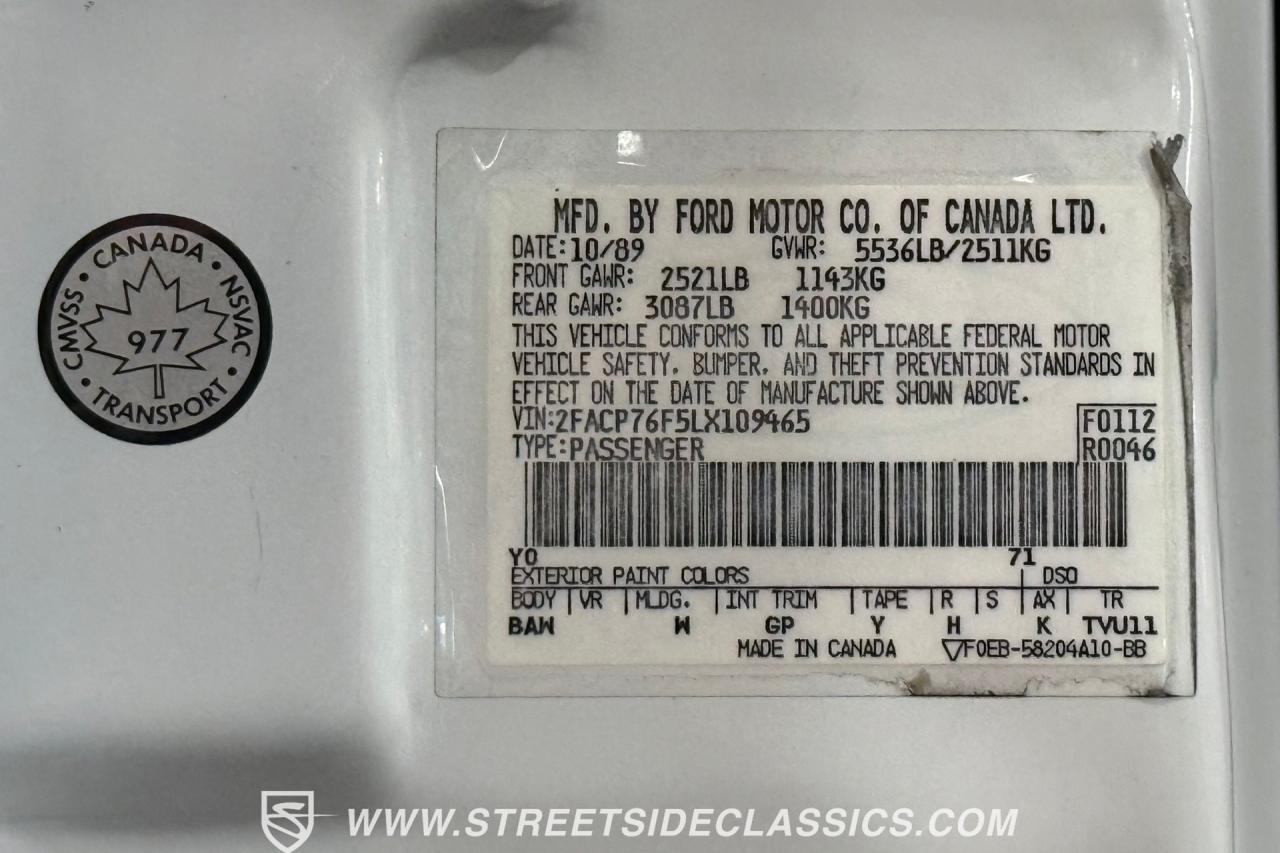 CANADA • NSVAC • TRANSPORT • CMVSS •
977
MFD. BY FORD MOTOR CO. OF CANADA LTD.
DATE: 10/89 GVWR: 5536LB/2511KG
FRONT GAWR: 2521LB 1143KG
REAR GAWR: 3087LB 1400KG
THIS VEHICLE CONFORMS TO ALL APPLICABLE FEDERAL MOTOR
VEHICLE SAFETY, BUMPER, AND THEFT PREVENTION STANDARDS IN
EFFECT ON THE DATE OF MANUFACTURE SHOWN ABOVE.
VIN:2FACP76F5LX109465 F0112
TYPE:PASSENGER R0046
YO 71
EXTERIOR PAINT COLORS DSO
BODY VR MLDG. INT TRIM TAPE R S AX TR
BAW W GP Y H K TVU11
MADE IN CANADA ▽F0EB-58204A10-BB
WWW.STREETSIDECLASSICS.COM